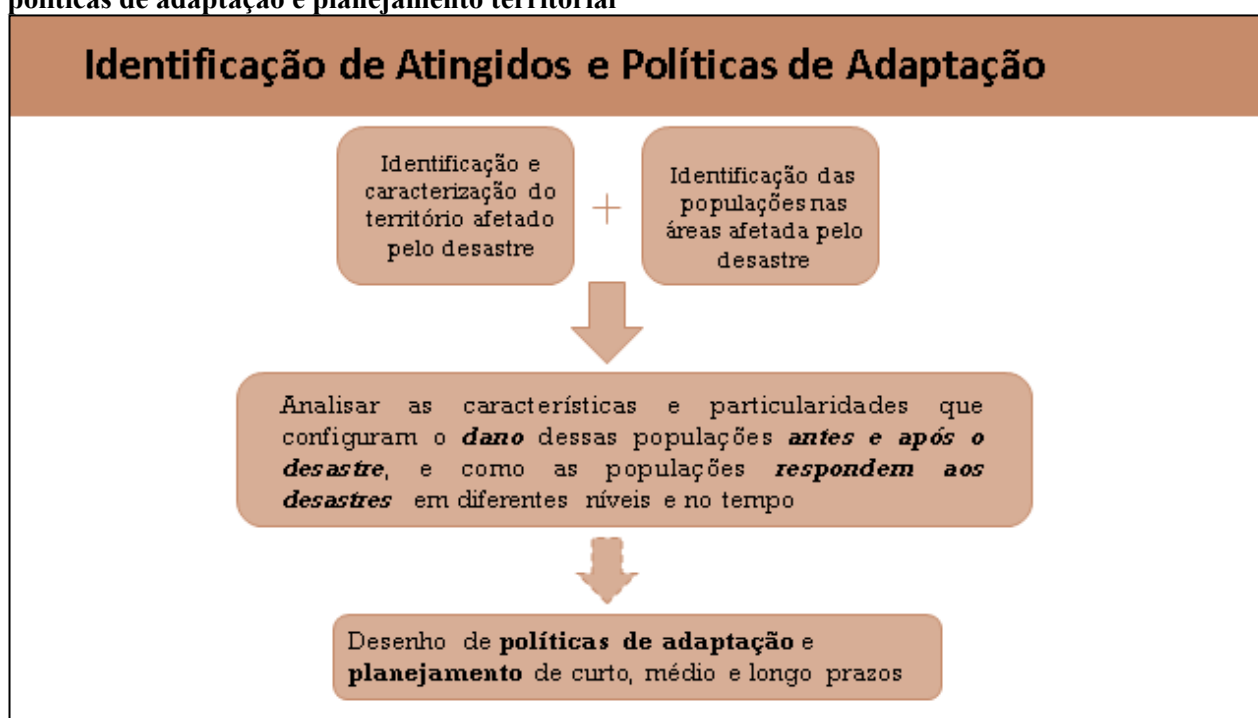 políticas de adaptação e planejamento territorial
Identificação de Atingidos e Políticas de Adaptação
Identificação e
caracterização do
território afetado
pelo desastre
+
Identificação das
populações nas
áreas afetada pelo
desastre
Analisar as características e particularidades que
configuram o dano dessas populações antes e após o
desastre, e como as populações respondem aos
desastres em diferentes níveis e no tempo
Desenho de políticas de adaptação e
planejamento de curto, médio e longo prazos